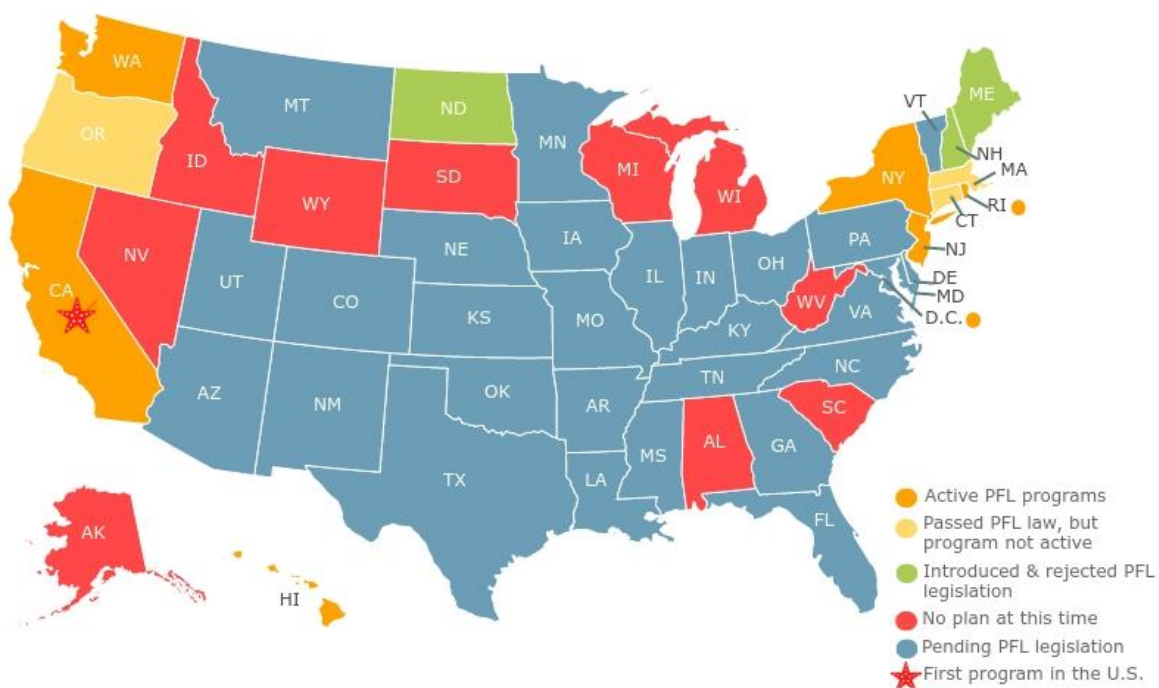 WA
MT
ND
MN
ME
VT
OR
ID
SD
MI
WI
NY
NH
MA
WY
RI
CT
NV
NE
IA
PA
NJ
CA
UT
CO
KS
MO
IL
IN
OH
WV
VA
DE
MD
D.C.
KY
AZ
NM
OK
AR
TN
NC
SC
TX
LA
MS
AL
GA
FL
AK
HI
Active PFL programs
Passed PFL law, but
program not active
Introduced & rejected PFL
legislation
No plan at this time
Pending PFL legislation
First program in the U.S.